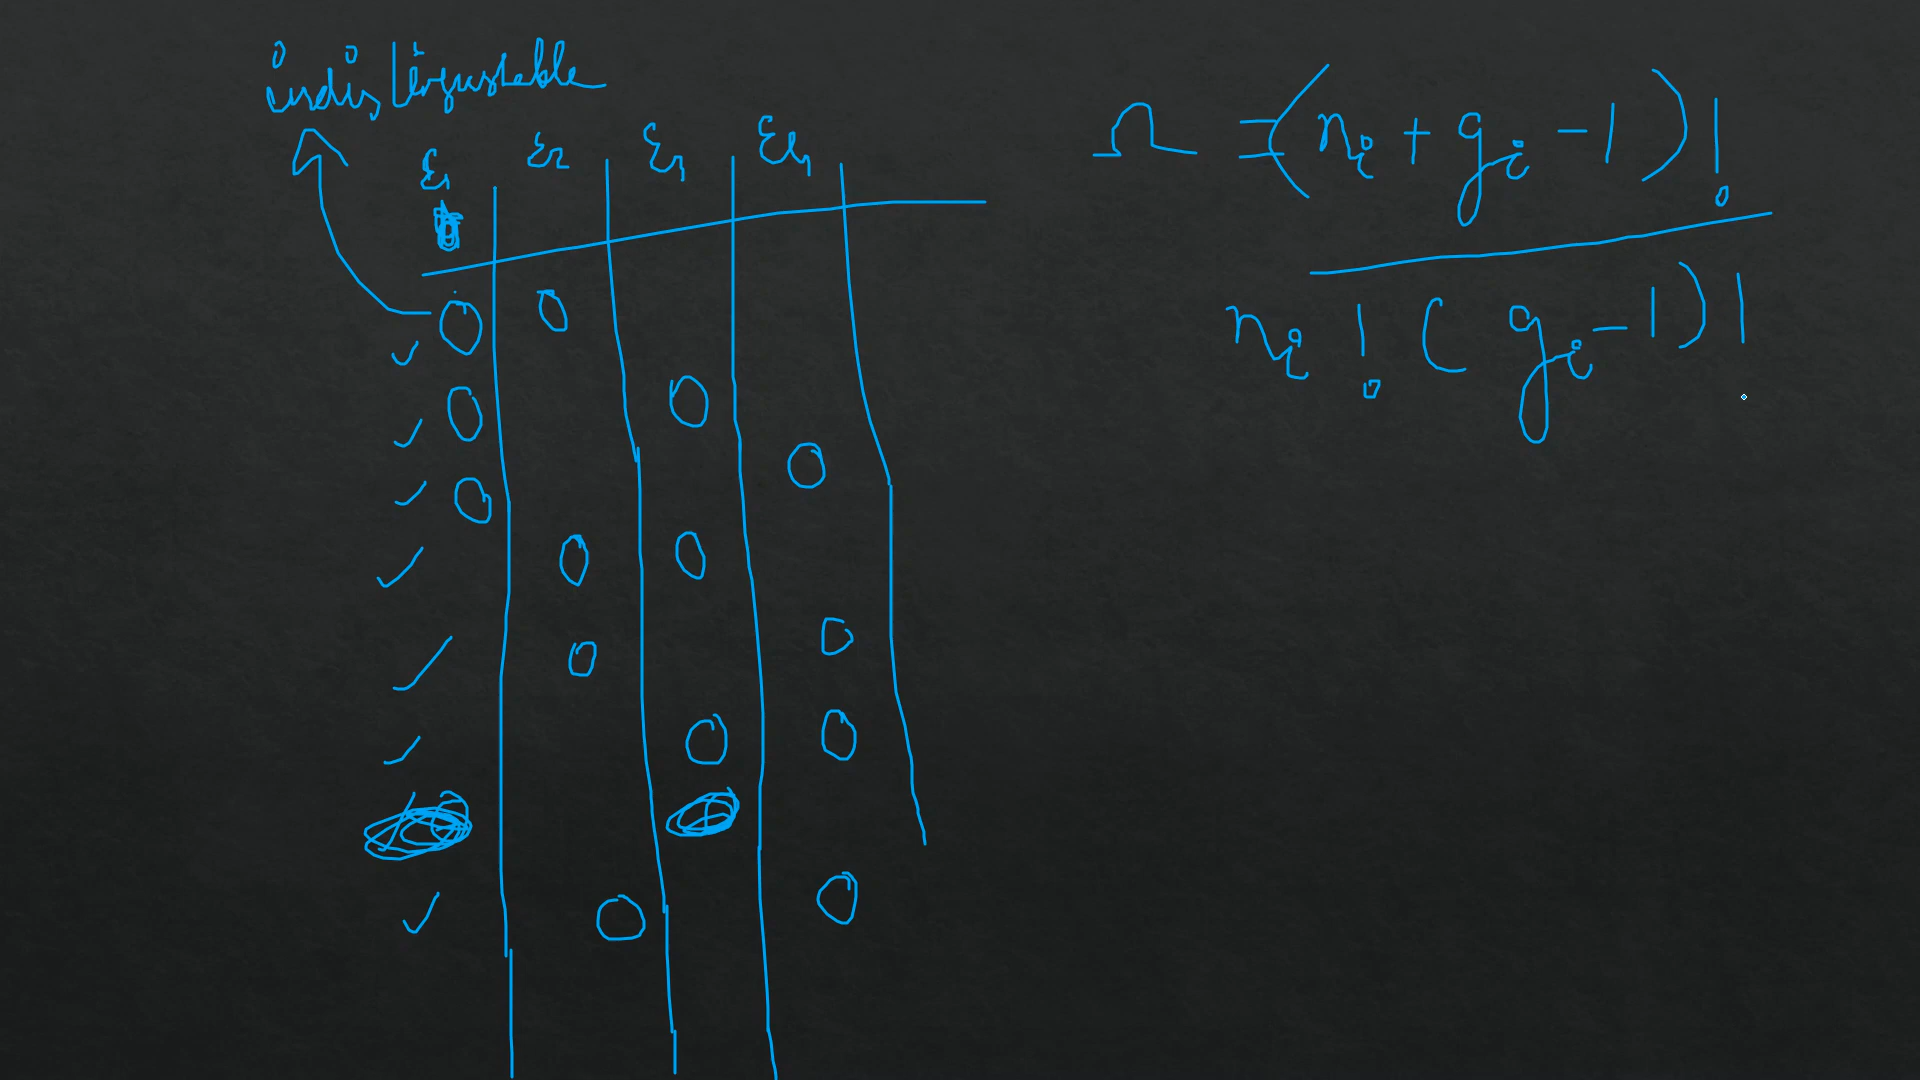 indistinguishable
ε₁ ε₂ ε₃ ε₄
Ω = (nᵢ + gᵢ - 1)!
nᵢ! (gᵢ - 1)!